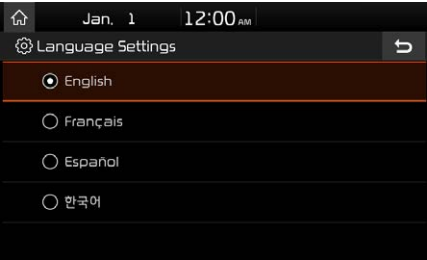 Jan. 1 12:00 AM
Language Settings
English
Français
Español
한국어